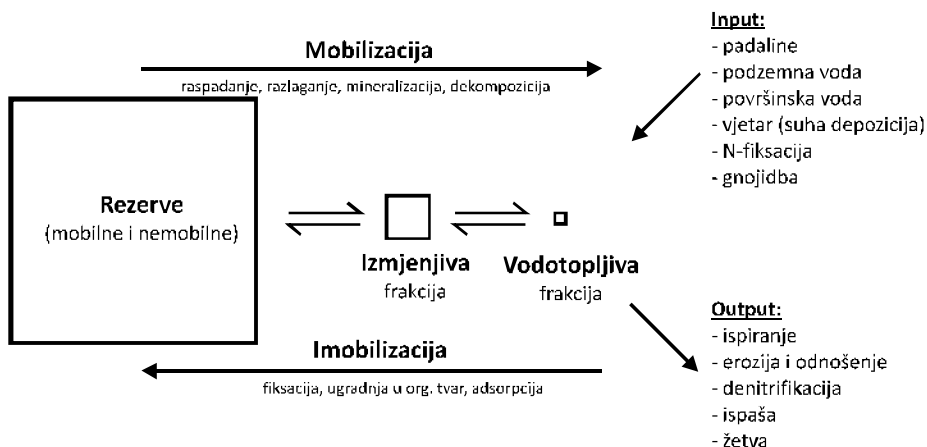 Mobilizacija
raspadanje, razlaganje, mineralizacija, dekompozicija
Input:
- padaline
- podzemna voda
- površinska voda
- vjetar (suha depozicija)
- N-fiksacija
- gnojidba
Rezerve
(mobilne i nemobilne)
Izmjenjiva
frakcija
Vodotopljiva
frakcija
Imobilizacija
fiksacija, ugradnja u org. tvar, adsorpcija
Output:
- ispiranje
- erozija i odnošenje
- denitrifikacija
- ispaša
- žetva